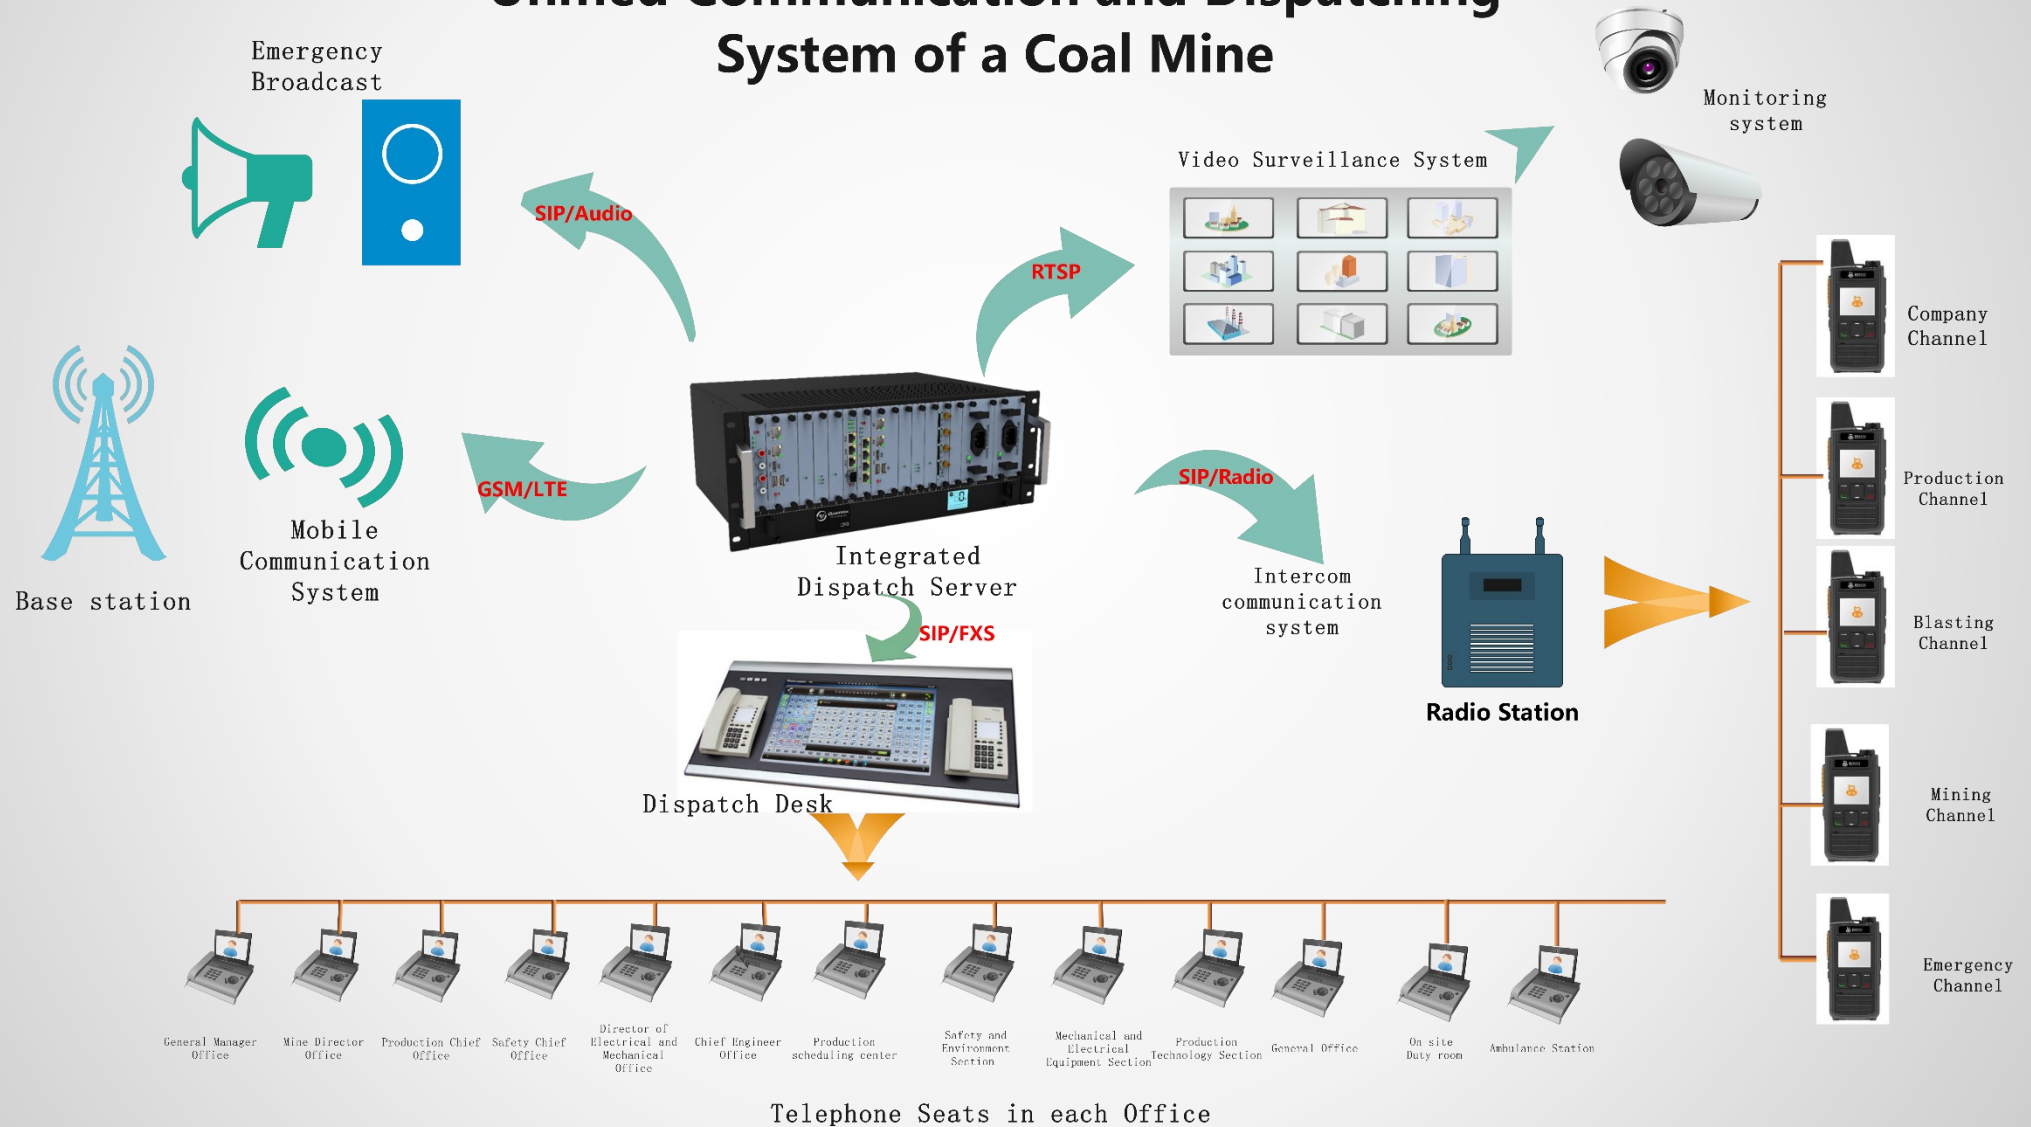 Unified Communication and Dispatching
System of a Coal Mine
Emergency
Broadcast
Monitoring
system
Video Surveillance System
SIP/Audio
RTSP
Company
Channel
GSM/LTE
SIP/Radio
Production
Channel
Mobile
Communication
System
Base station
Integrated
Dispatch Server
Intercom
communication
system
SIP/FXS
Blasting
Channel
Radio Station
Dispatch Desk
Mining
Channel
Emergency
Channel
General Manager
Office
Mine Director
Office
Production Chief
Office
Safety Chief
Office
Director of
Electrical and
Mechanical
Office
Chief Engineer
Office
Production
scheduling center
Safety and
Environment
Section
Mechanical and
Electrical
Equipment Section
Production
Technology Section
General Office
On site
Duty room
Ambulance Station
Telephone Seats in each Office